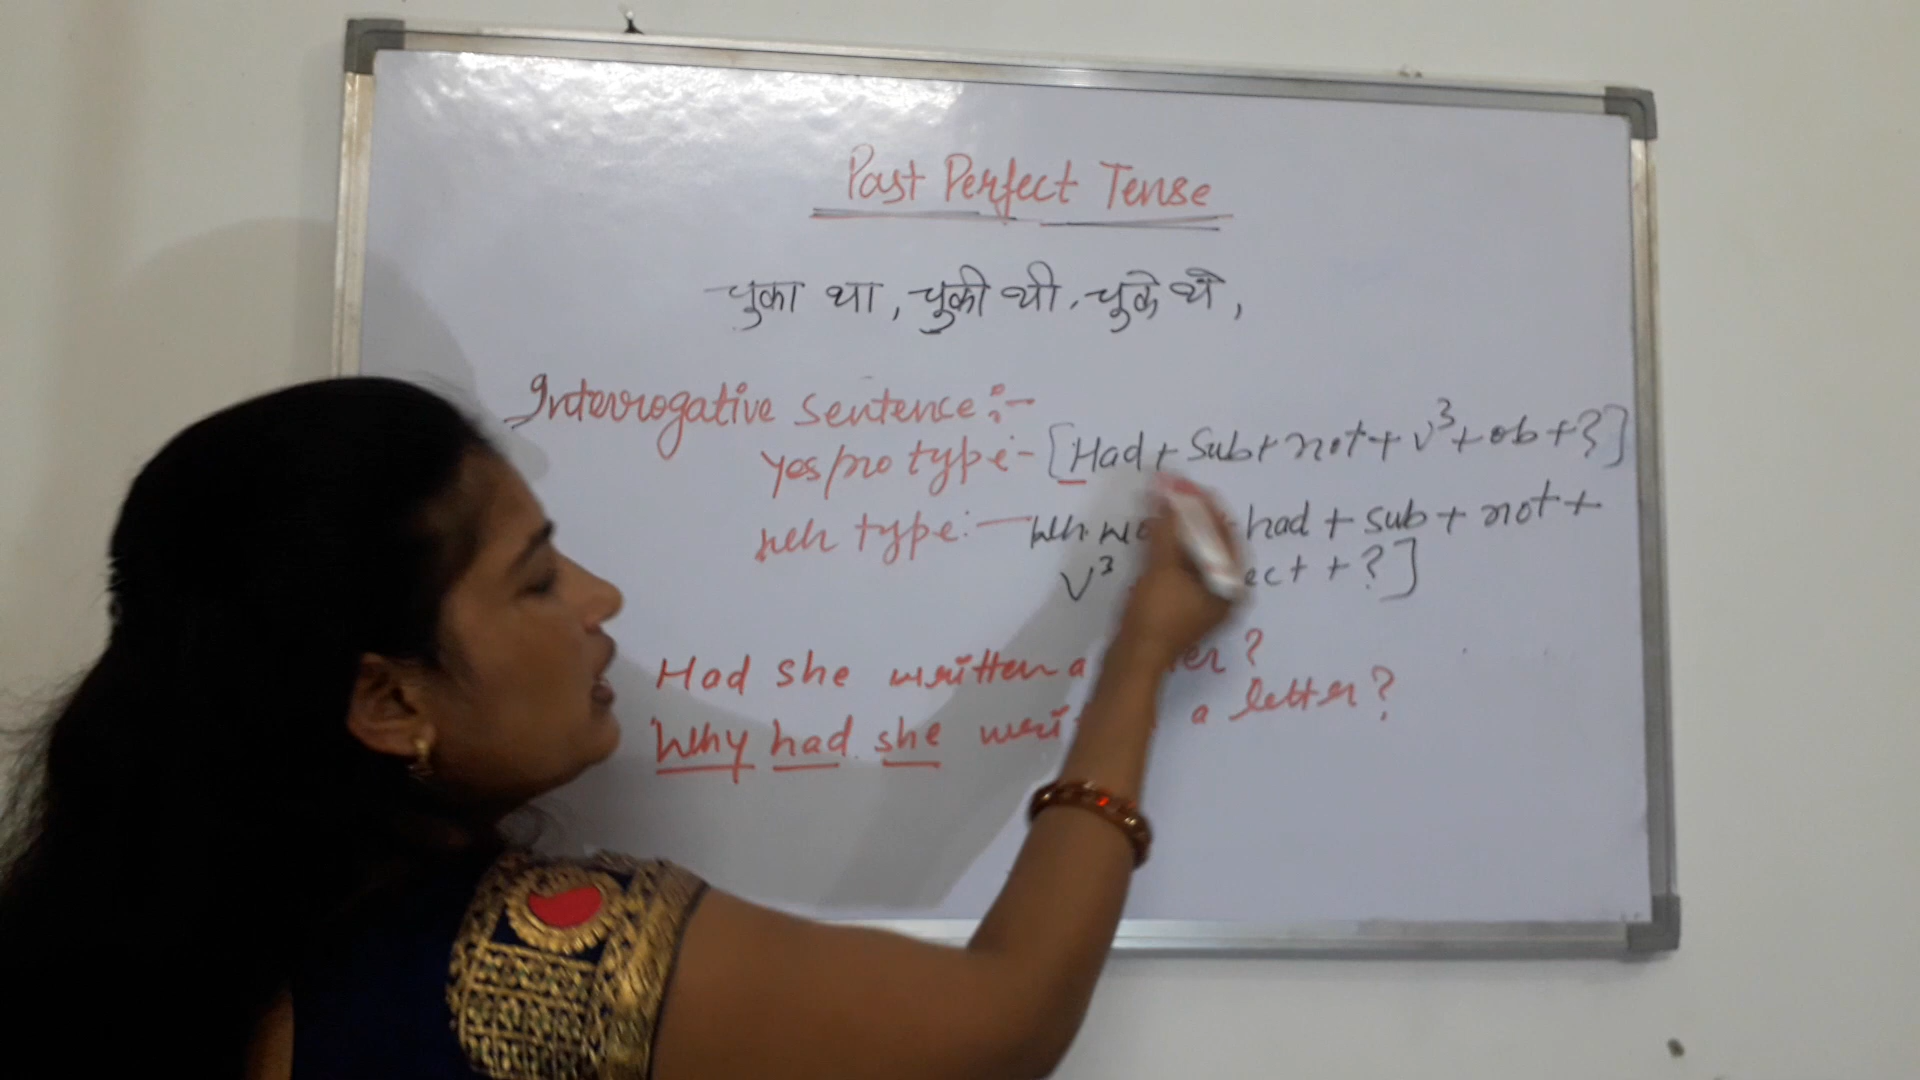 Past Perfect Tense
चुका था, चुकी थी, चुके थे,
Interrogative Sentence:-
Yes/no type:- [Had + Sub + not + V³ + ob + ?]
Wh type:- Wh. had + sub + not +
V³ + ?]
Had she written a ?
Why had she a letter?